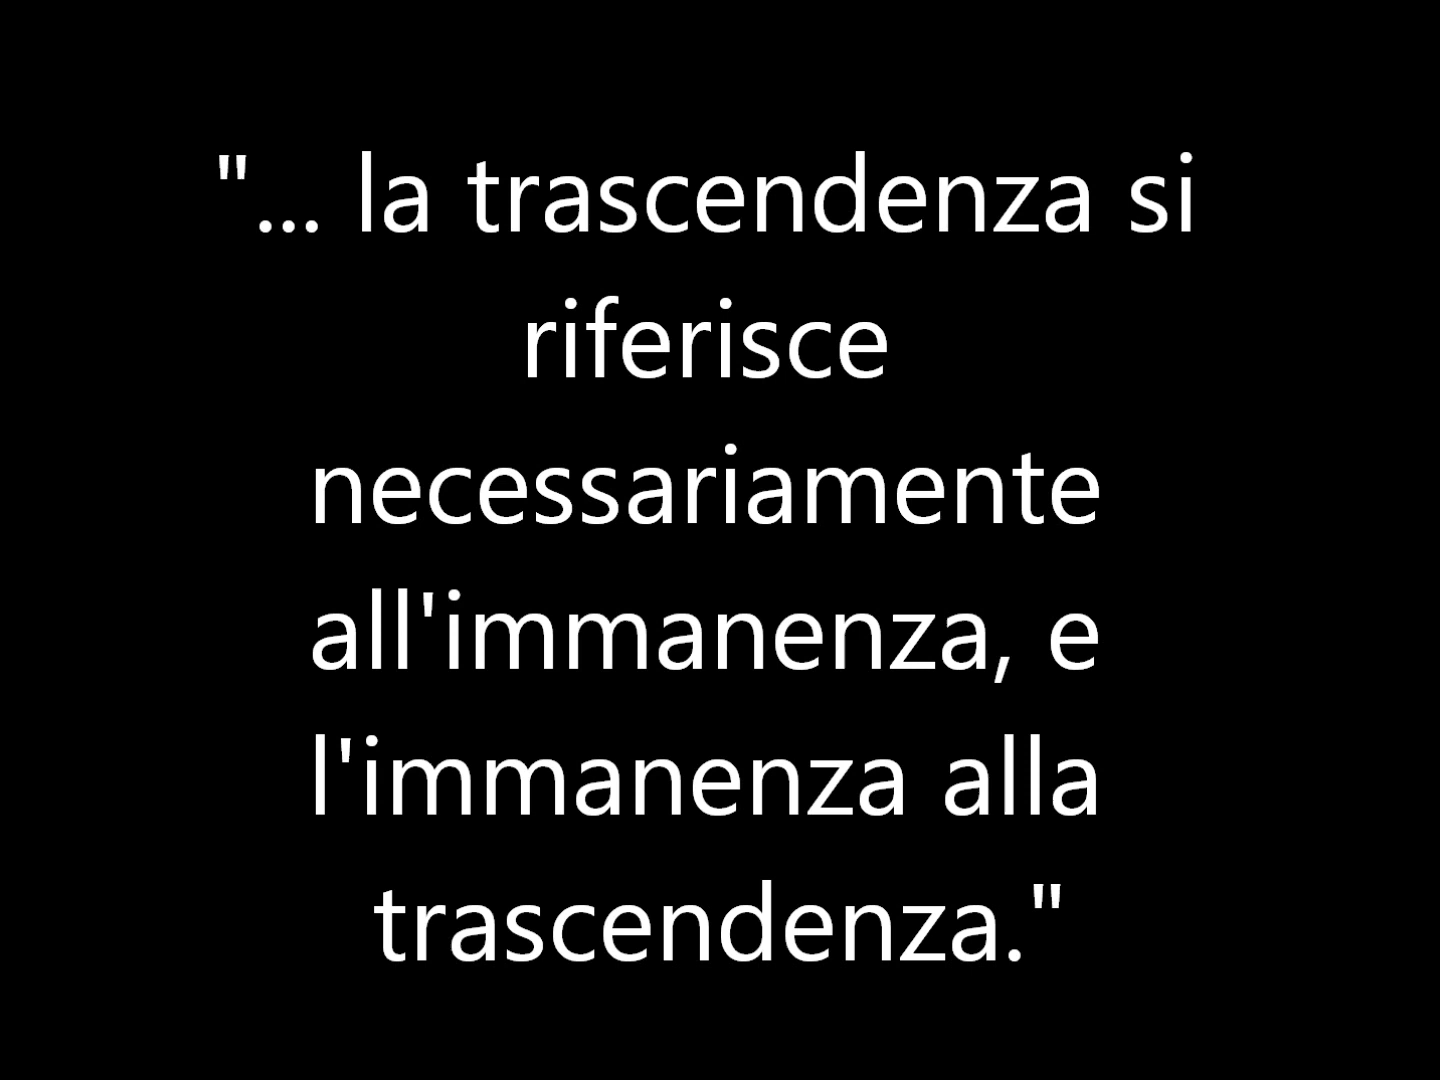 "... la trascendenza si
riferisce
necessariamente
all'immanenza, e
l'immanenza alla
trascendenza."